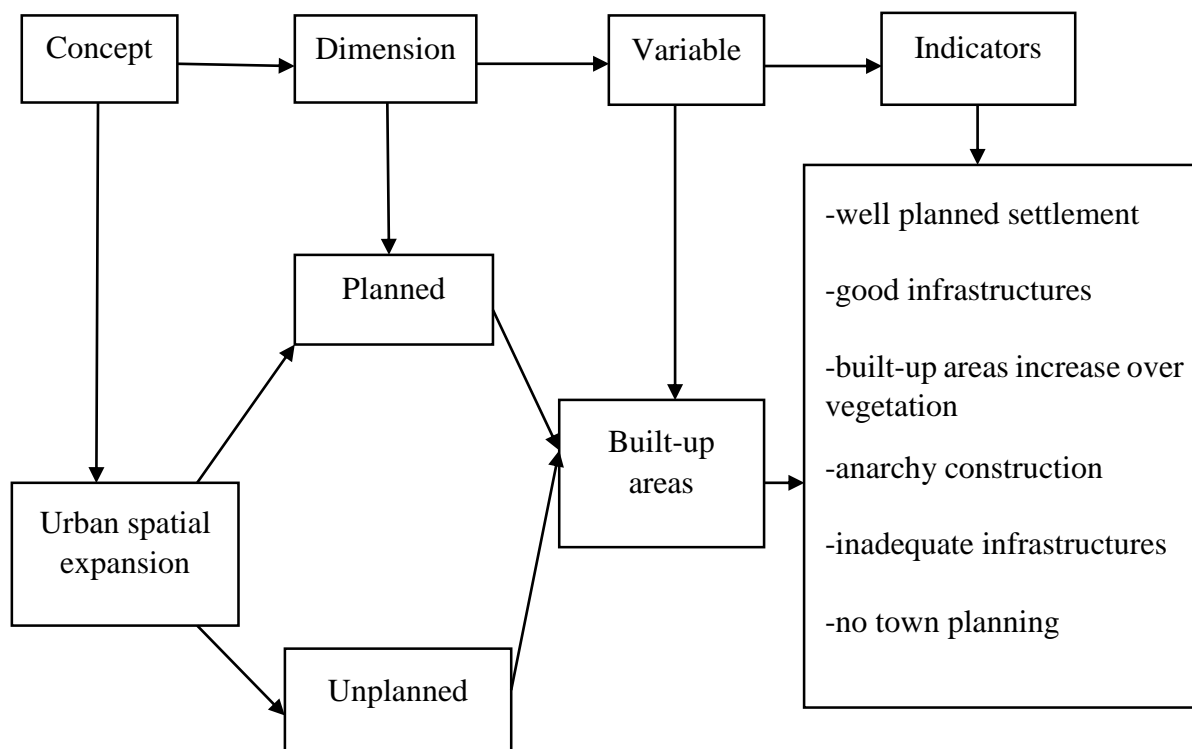 Concept
Dimension
Variable
Indicators
-well planned settlement
-good infrastructures
-built-up areas increase over
vegetation
-anarchy construction
-inadequate infrastructures
-no town planning
Planned
Built-up
areas
Urban spatial
expansion
Unplanned